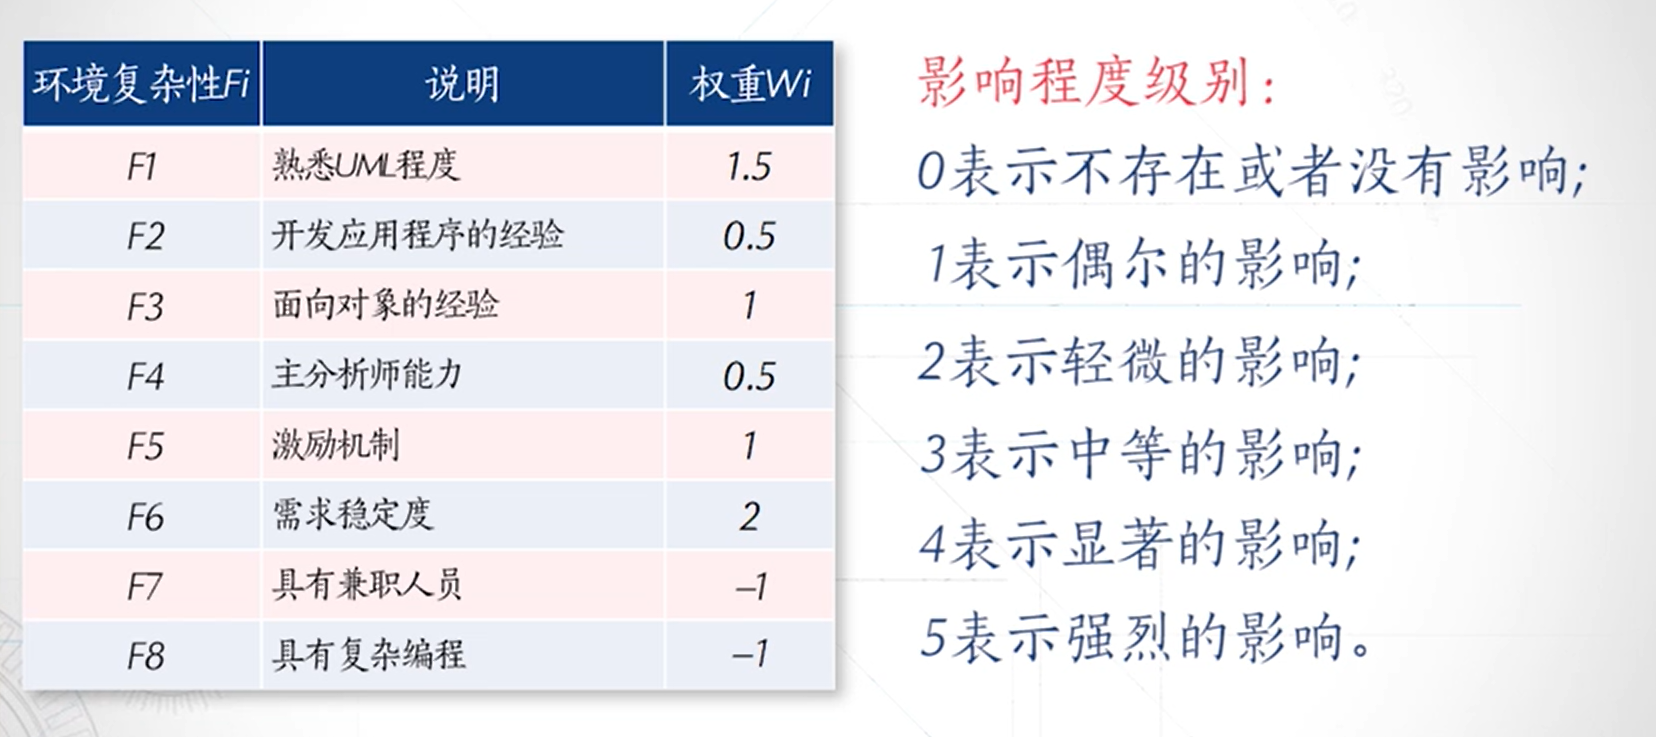 环境复杂性Fi 说明 权重Wi
F1 熟悉UML程度 1.5
F2 开发应用程序的经验 0.5
F3 面向对象的经验 1
F4 主分析师能力 0.5
F5 激励机制 1
F6 需求稳定度 2
F7 具有兼职人员 –1
F8 具有复杂编程 –1
影响程度级别：
0表示不存在或者没有影响;
1表示偶尔的影响;
2表示轻微的影响;
3表示中等的影响;
4表示显著的影响;
5表示强烈的影响。